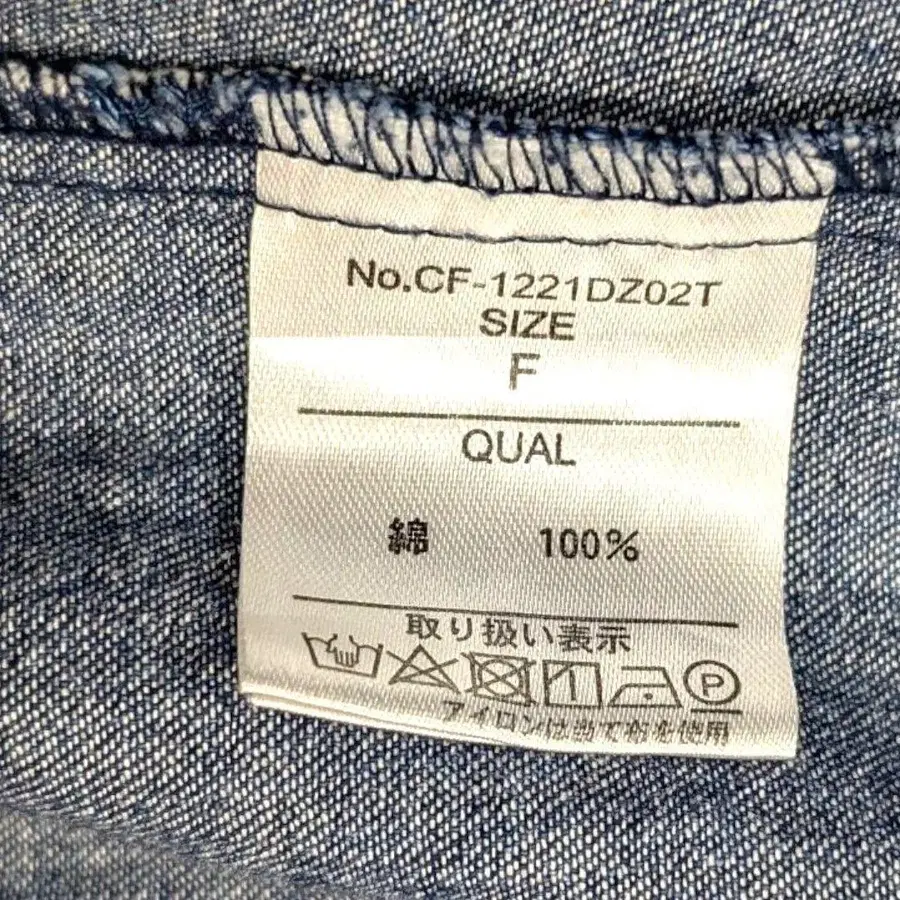 No.CF-1221DZ02T
SIZE
F
QUAL
綿 100%
取り扱い表示
P
アイロンは当て布を使用